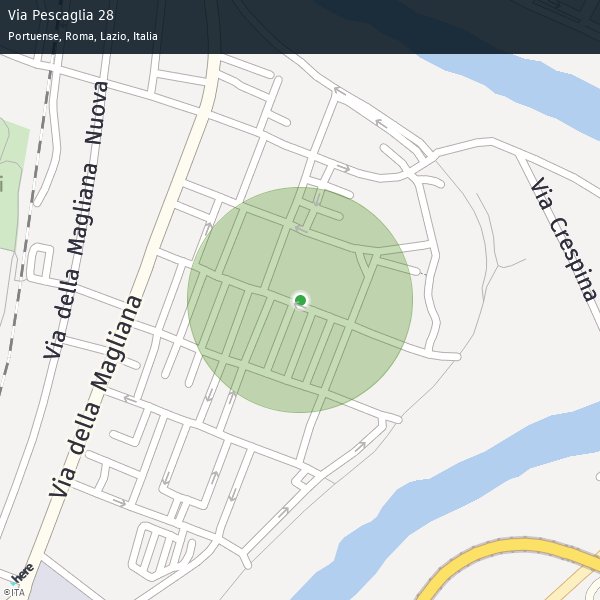 Via Pescaglia 28
Portuense, Roma, Lazio, Italia
Via della Magliana Nuova
Via Crespina
i
Via della Magliana
here
©ITA